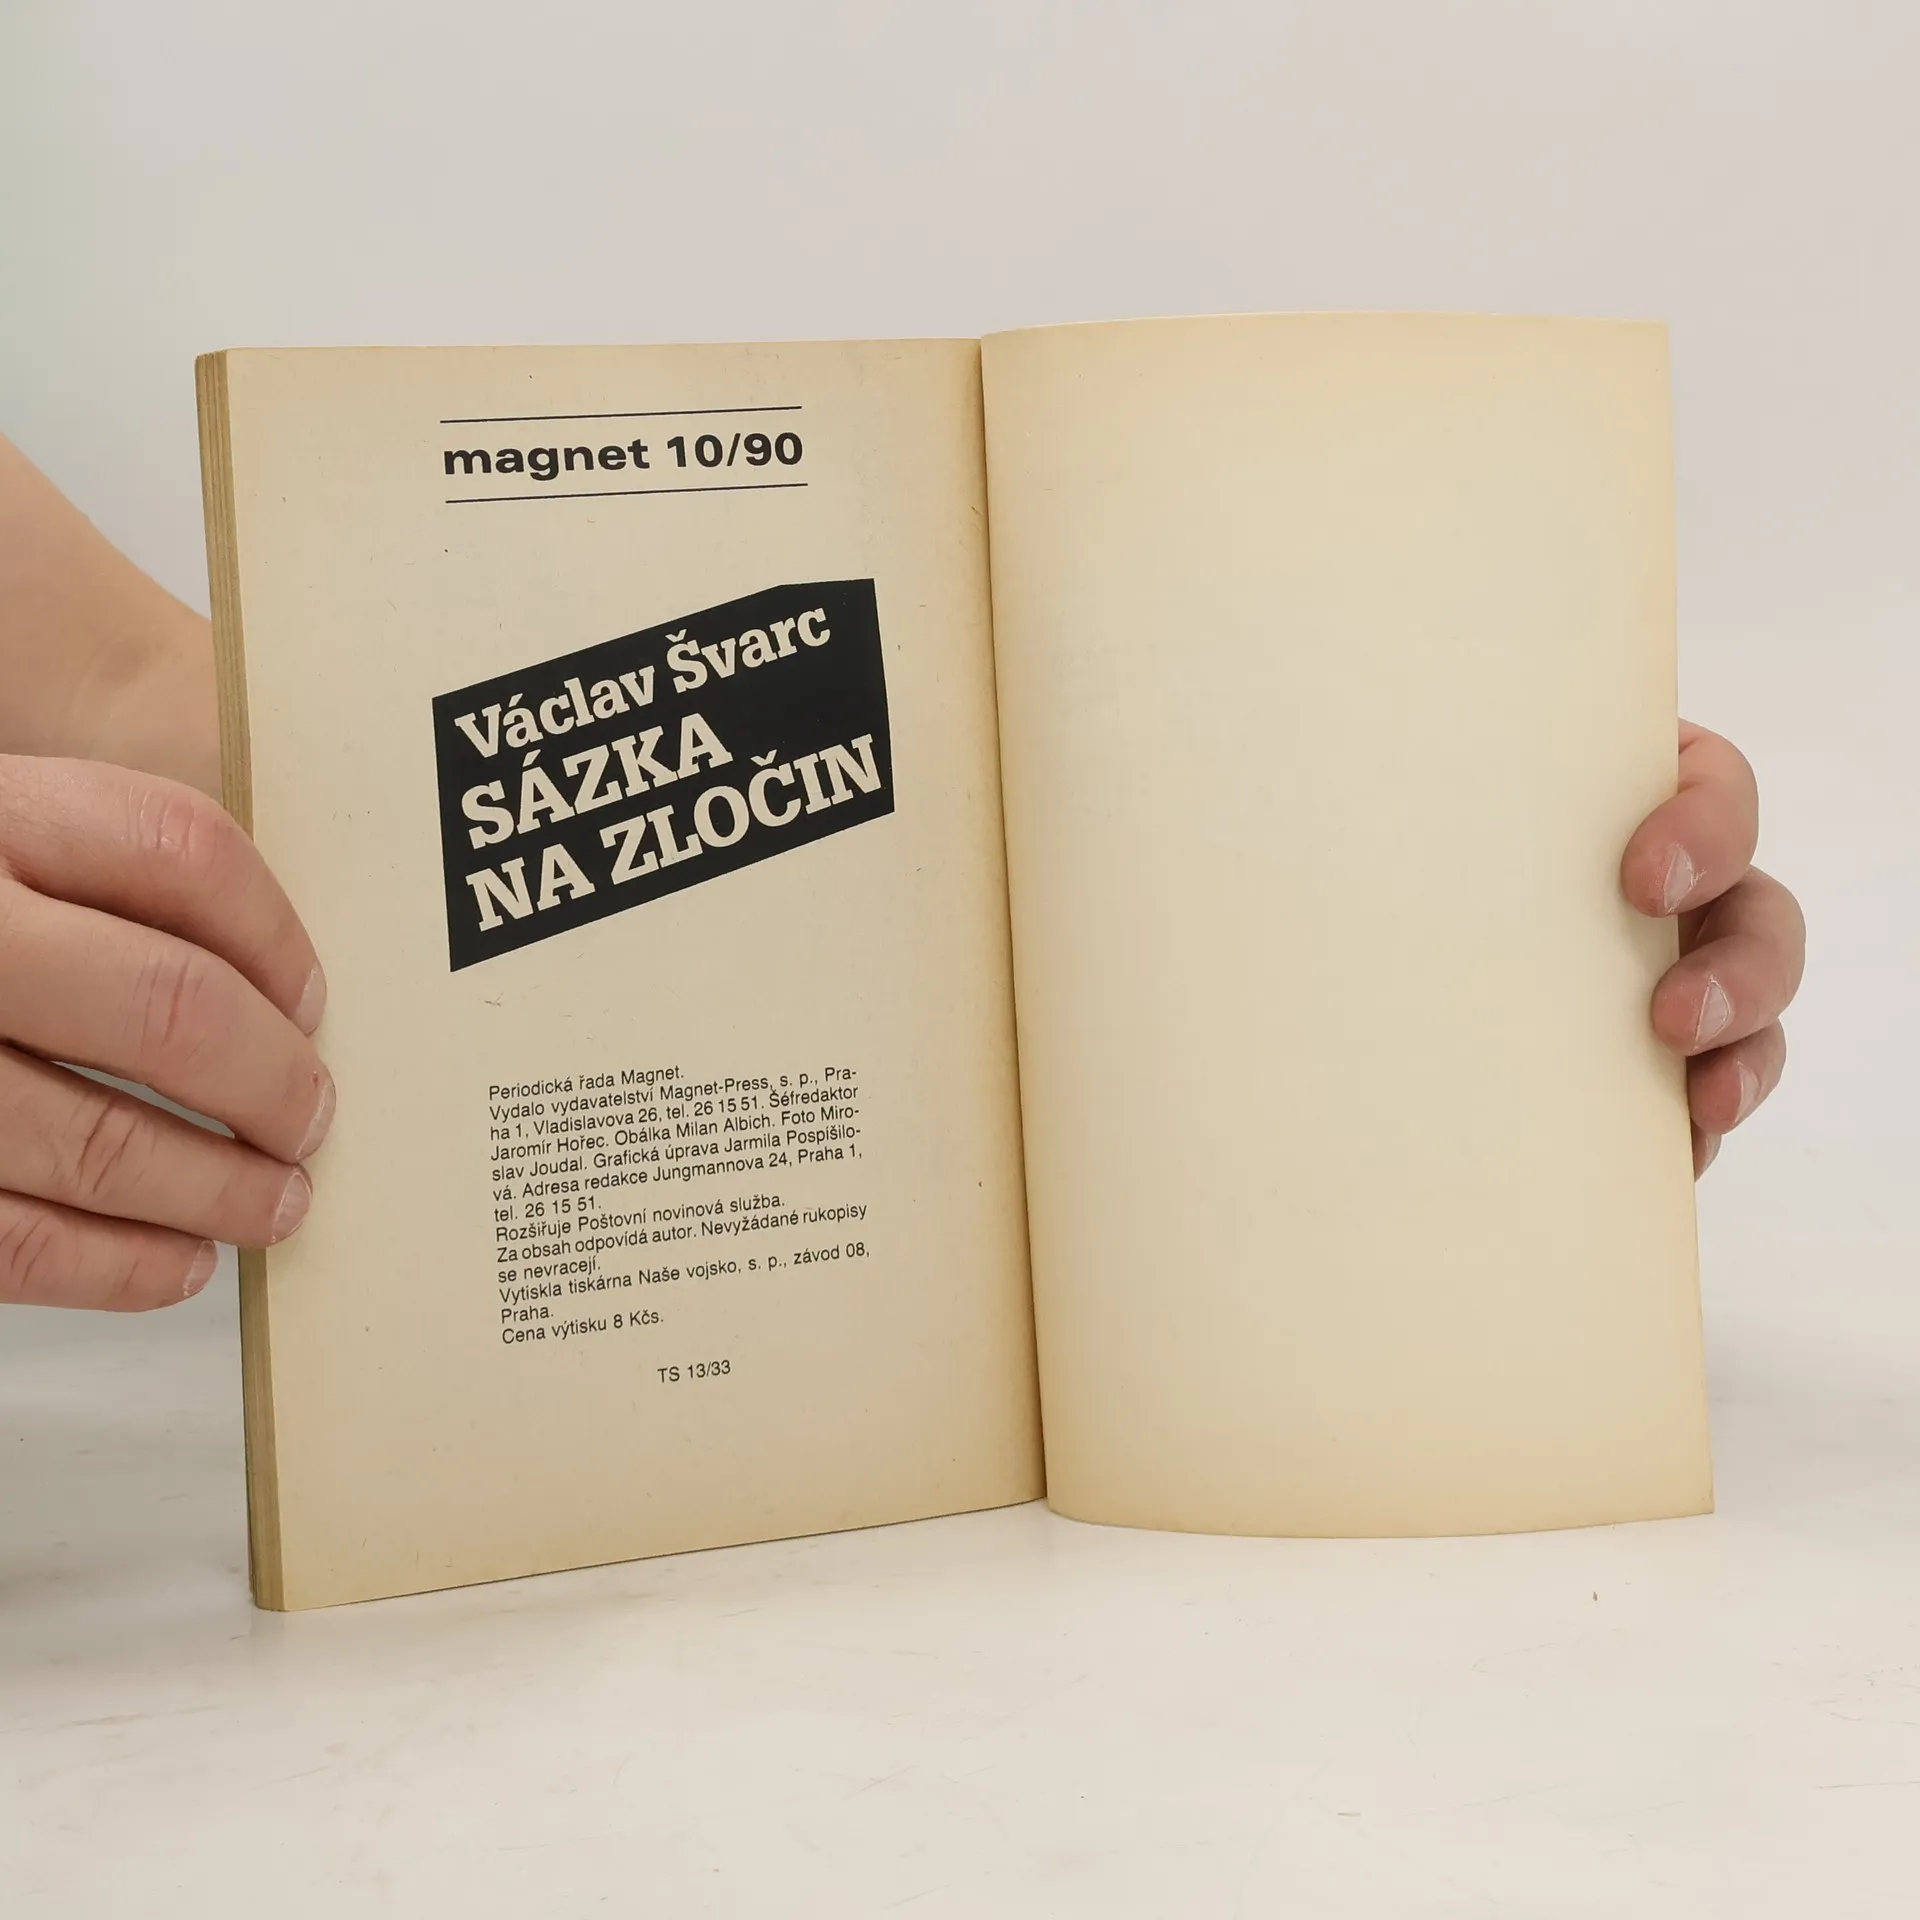 magnet 10/90
Václav Švarc
SÁZKA
NA ZLOČIN
Periodická řada Magnet.
Vydalo vydavatelství Magnet-Press, s. p., Pra-
ha 1, Vladislavova 26, tel. 26 15 51. Šéfredaktor
Jaromír Hořec. Obálka Milan Albich. Foto Miro-
slav Joudal. Grafická úprava Jarmila Pospíšilo-
vá. Adresa redakce Jungmannova 24, Praha 1,
tel. 26 15 51.
Rozšiřuje Poštovní novinová služba.
Za obsah odpovídá autor. Nevyžádané rukopisy
se nevracejí.
Vytiskla tiskárna Naše vojsko, s. p., závod 08,
Praha.
Cena výtisku 8 Kčs.
TS 13/33